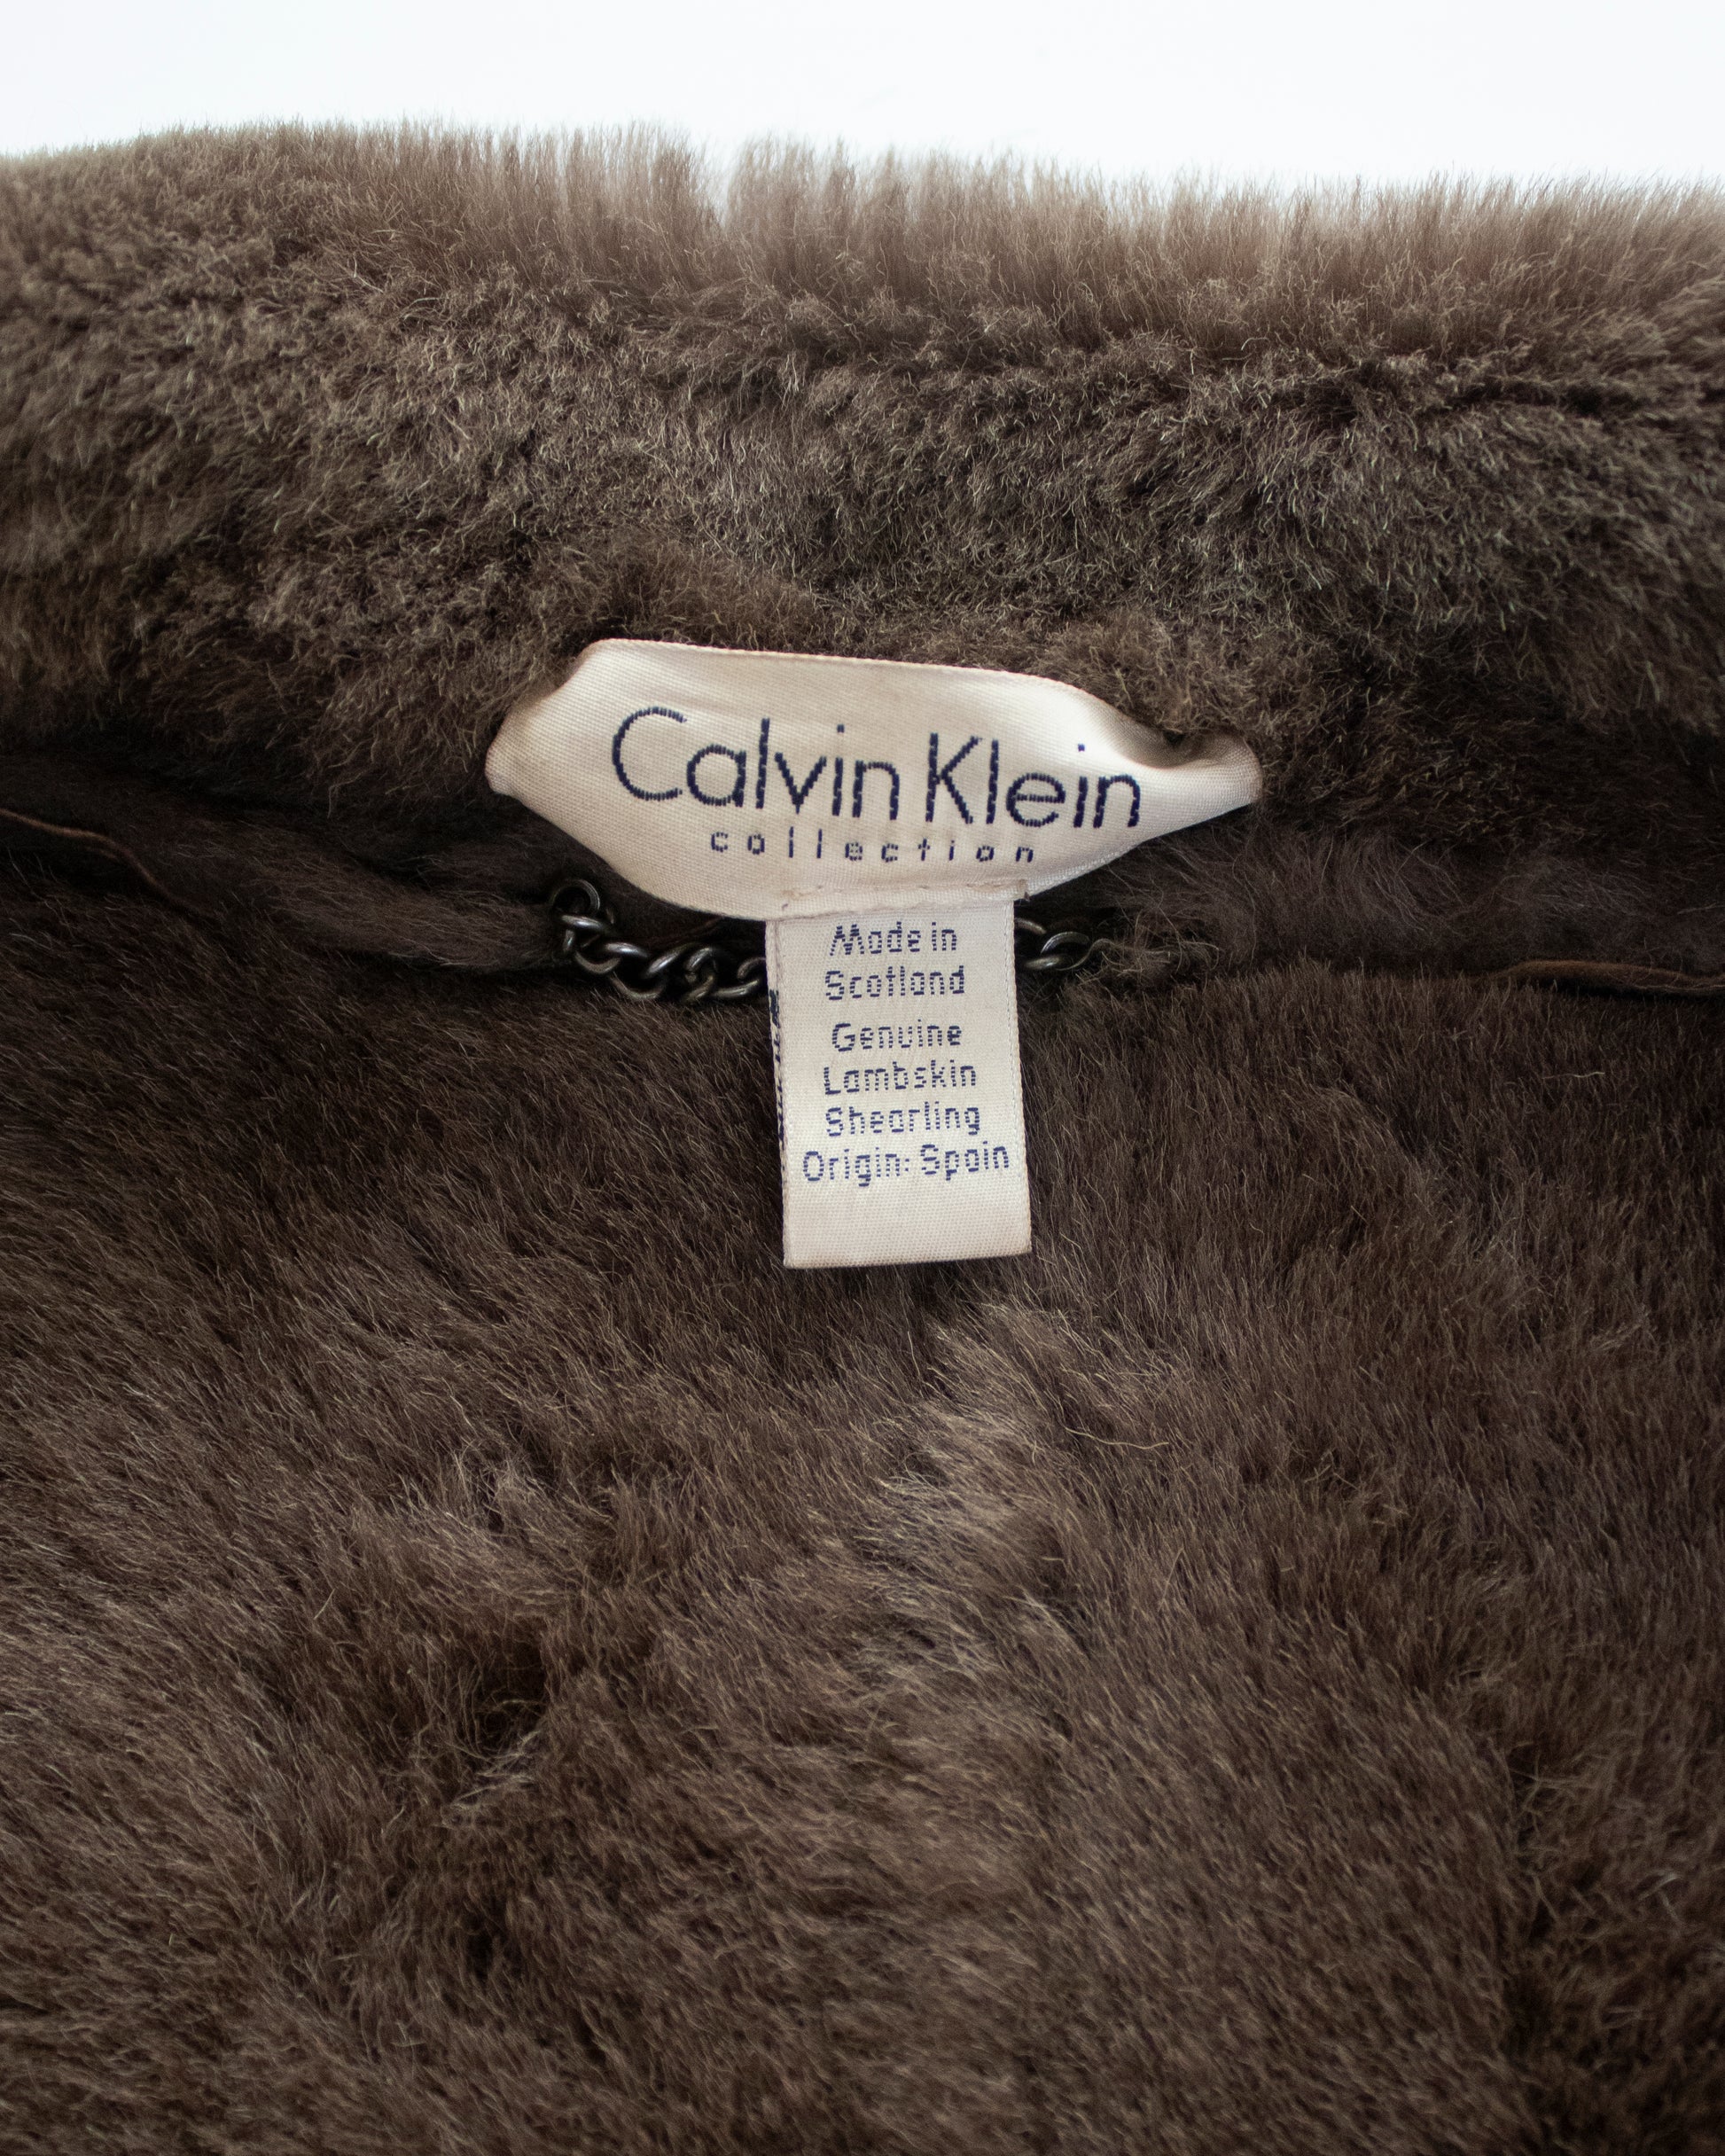 Calvin Klein
collection
Made in
Scotland
Genuine
Lambskin
Shearling
Origin: Spain